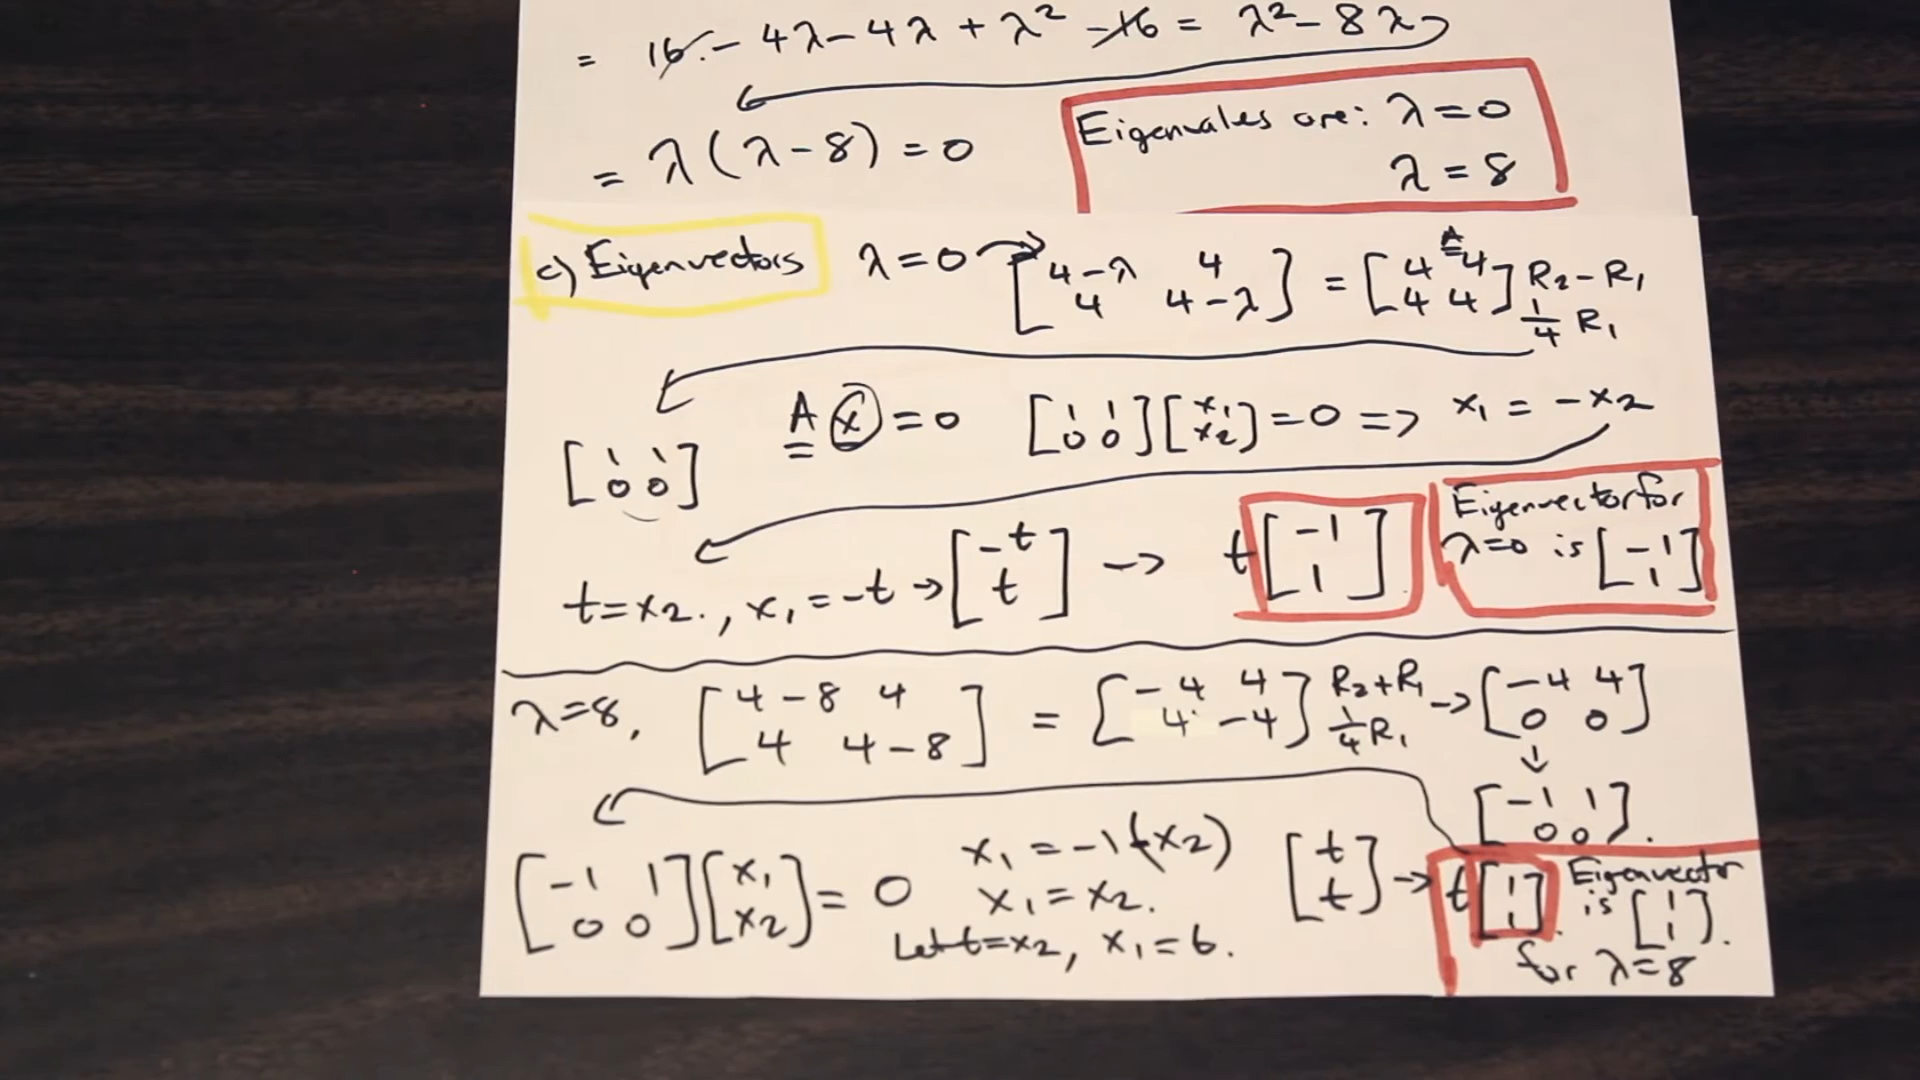 = 16 - 4λ - 4λ + λ² - 16 = λ² - 8λ
= λ(λ - 8) = 0
Eigenvales are: λ = 0
λ = 8
c) Eigenvectors λ = 0 → [4-λ 4; 4 4-λ] = [4 4; 4 4] A R2 - R1
1/4 R1
[1 1; 0 0] A x = 0 [1 1; 0 0][x1; x2] = 0 => x1 = -x2
t = x2., x1 = -t → [-t; t] → t[-1; 1]
Eigenvector for
λ=0 is [-1; 1]
λ=8, [4-8 4; 4 4-8] = [-4 4; 4 -4] R2+R1 1/4 R1 → [-4 4; 0 0]
↓
[-1 1; 0 0].
[-1 1; 0 0][x1; x2] = 0
x1 = -1(-x2)
x1 = x2.
Let t=x2, x1 = t.
[t; t] → t[1; 1].
Eigenvector
is [1; 1].
for λ=8